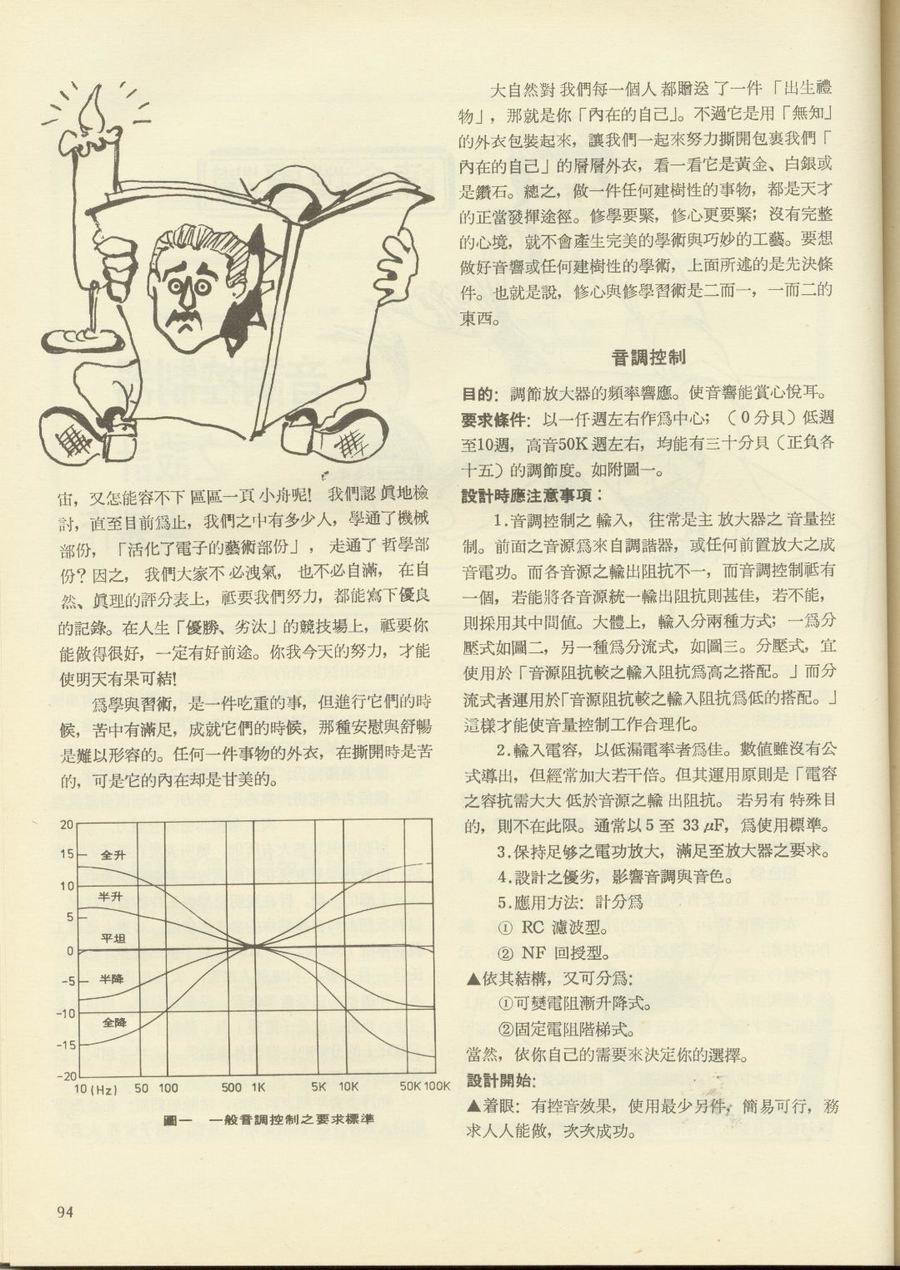 宙，又怎能容不下區區一頁小舟呢！ 我們認眞地檢
討，直至目前爲止，我們之中有多少人，學通了機械
部份，「活化了電子的藝術部份」，走通了哲學部
份？因之，我們大家不必洩氣，也不必自滿，在自
然、眞理的評分表上，祗要我們努力，都能寫下優良
的記錄。在人生「優勝、劣汰」的競技場上，祗要你
能做得很好，一定有好前途。你我今天的努力，才能
使明天有果可結！
爲學與習術，是一件吃重的事，但進行它們的時
候，苦中有滿足，成就它們的時候，那種安慰與舒暢
是難以形容的。任何一件事物的外衣，在撕開時是苦
的，可是它的內在却是甘美的。
20
15
10
5
0
-5
-10
-15
-20
全升
半升
平坦
半降
全降
10 (Hz) 50 100 500 1K 5K 10K 50K 100K
圖一 一般音調控制之要求標準
大自然對我們每一個人都贈送了一件「出生禮
物」，那就是你「內在的自己」。不過它是用「無知」
的外衣包裝起來，讓我們一起來努力撕開包裹我們「
內在的自己」的層層外衣，看一看它是黃金、白銀或
是鑽石。總之，做一件任何建樹性的事物，都是天才
的正當發揮途徑。修學要緊，修心更要緊；沒有完整
的心境，就不會產生完美的學術與巧妙的工藝。要想
做好音響或任何建樹性的學術，上面所述的是先決條
件。也就是說，修心與修學習術是二而一，一而二的
東西。
音調控制
目的：調節放大器的頻率響應。使音響能賞心悅耳。
要求條件：以一仟週左右作爲中心；（0分貝）低週
至10週，高音50K週左右，均能有三十分貝（正負各
十五）的調節度。如附圖一。
設計時應注意事項：
1.音調控制之輸入，往常是主放大器之音量控
制。前面之音源爲來自調諧器，或任何前置放大之成
音電功。而各音源之輸出阻抗不一，而音調控制祗有
一個，若能將各音源統一輸出阻抗則甚佳，若不能，
則採用其中間值。大體上，輸入分兩種方式；一爲分
壓式如圖二，另一種爲分流式，如圖三。分壓式，宜
使用於「音源阻抗較之輸入阻抗爲高之搭配。」而分
流式者運用於「音源阻抗較之輸入阻抗爲低的搭配。」
這樣才能使音量控制工作合理化。
2.輸入電容，以低漏電率者爲佳。數值雖沒有公
式導出，但經常加大若干倍。但其運用原則是「電容
之容抗需大大低於音源之輸出阻抗。若另有特殊目
的，則不在此限。通常以 5 至 33 μF，爲使用標準。
3.保持足够之電功放大，滿足至放大器之要求。
4.設計之優劣，影響音調與音色。
5.應用方法：計分爲
① RC 濾波型。
② NF 回授型。
▲依其結構，又可分爲：
①可變電阻漸升降式。
②固定電阻階梯式。
當然，依你自己的需要來決定你的選擇。
設計開始：
▲着眼：有控音效果，使用最少另件，簡易可行，務
求人人能做，次次成功。
94